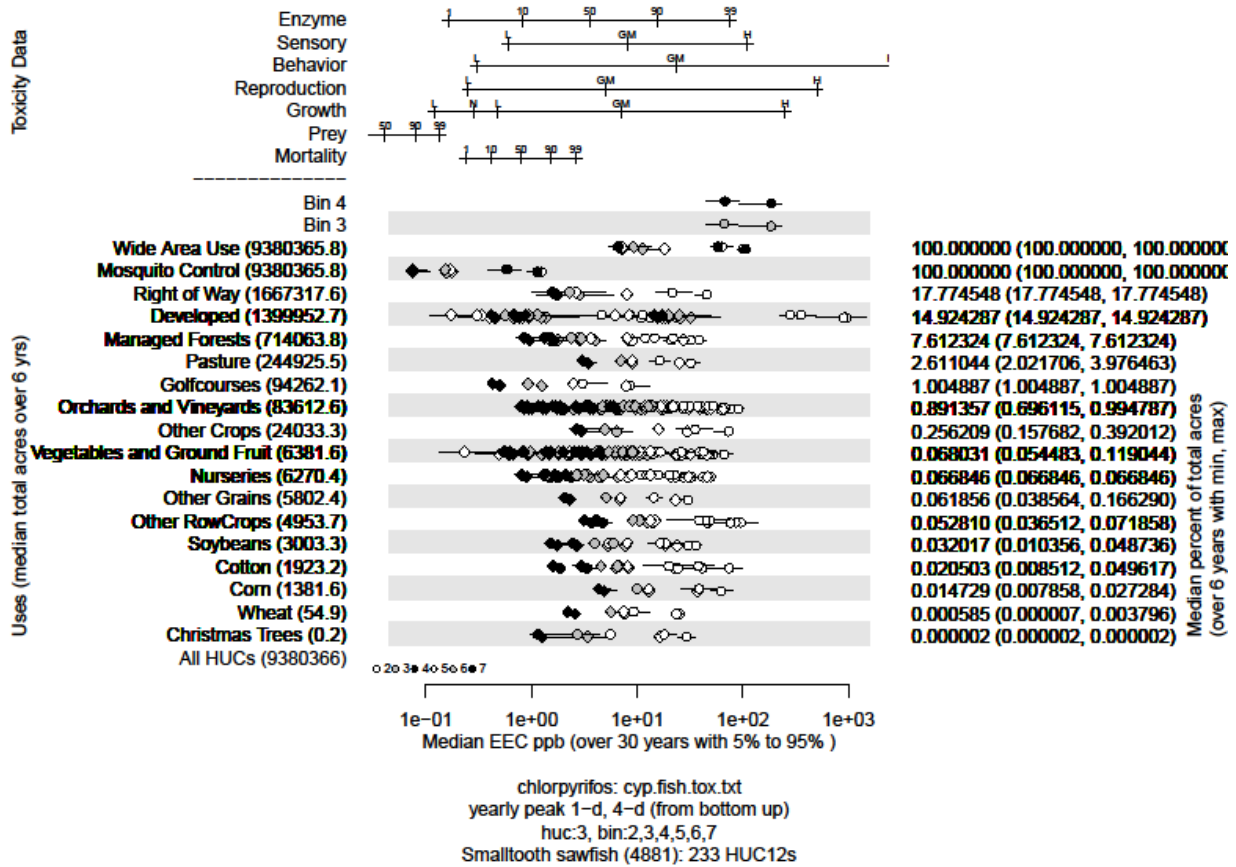 Toxicity Data
Enzyme 1 10 50 90 99
Sensory L GM H
Behavior L GM
Reproduction L GM H
Growth L N L GM H
Prey 50 90 99
Mortality 1 10 50 90 99
---------------
Uses (median total acres over 6 yrs)
Bin 4
Bin 3
Wide Area Use (9380365.8) 100.000000 (100.000000, 100.000000
Mosquito Control (9380365.8) 100.000000 (100.000000, 100.000000
Right of Way (1667317.6) 17.774548 (17.774548, 17.774548)
Developed (1399952.7) 14.924287 (14.924287, 14.924287)
Managed Forests (714063.8) 7.612324 (7.612324, 7.612324)
Pasture (244925.5) 2.611044 (2.021706, 3.976463)
Golfcourses (94262.1) 1.004887 (1.004887, 1.004887)
Orchards and Vineyards (83612.6) 0.891357 (0.696115, 0.994787)
Other Crops (24033.3) 0.256209 (0.157682, 0.392012)
Vegetables and Ground Fruit (6381.6) 0.068031 (0.054483, 0.119044)
Nurseries (6270.4) 0.066846 (0.066846, 0.066846)
Other Grains (5802.4) 0.061856 (0.038564, 0.166290)
Other RowCrops (4953.7) 0.052810 (0.036512, 0.071858)
Soybeans (3003.3) 0.032017 (0.010356, 0.048736)
Cotton (1923.2) 0.020503 (0.008512, 0.049617)
Corn (1381.6) 0.014729 (0.007858, 0.027284)
Wheat (54.9) 0.000585 (0.000007, 0.003796)
Christmas Trees (0.2) 0.000002 (0.000002, 0.000002)
All HUCs (9380366)
2 3 4 5 6 7
Median percent of total acres
(over 6 years with min, max)
1e−01 1e+00 1e+01 1e+02 1e+03
Median EEC ppb (over 30 years with 5% to 95% )
chlorpyrifos: cyp.fish.tox.txt
yearly peak 1−d, 4−d (from bottom up)
huc:3, bin:2,3,4,5,6,7
Smalltooth sawfish (4881): 233 HUC12s